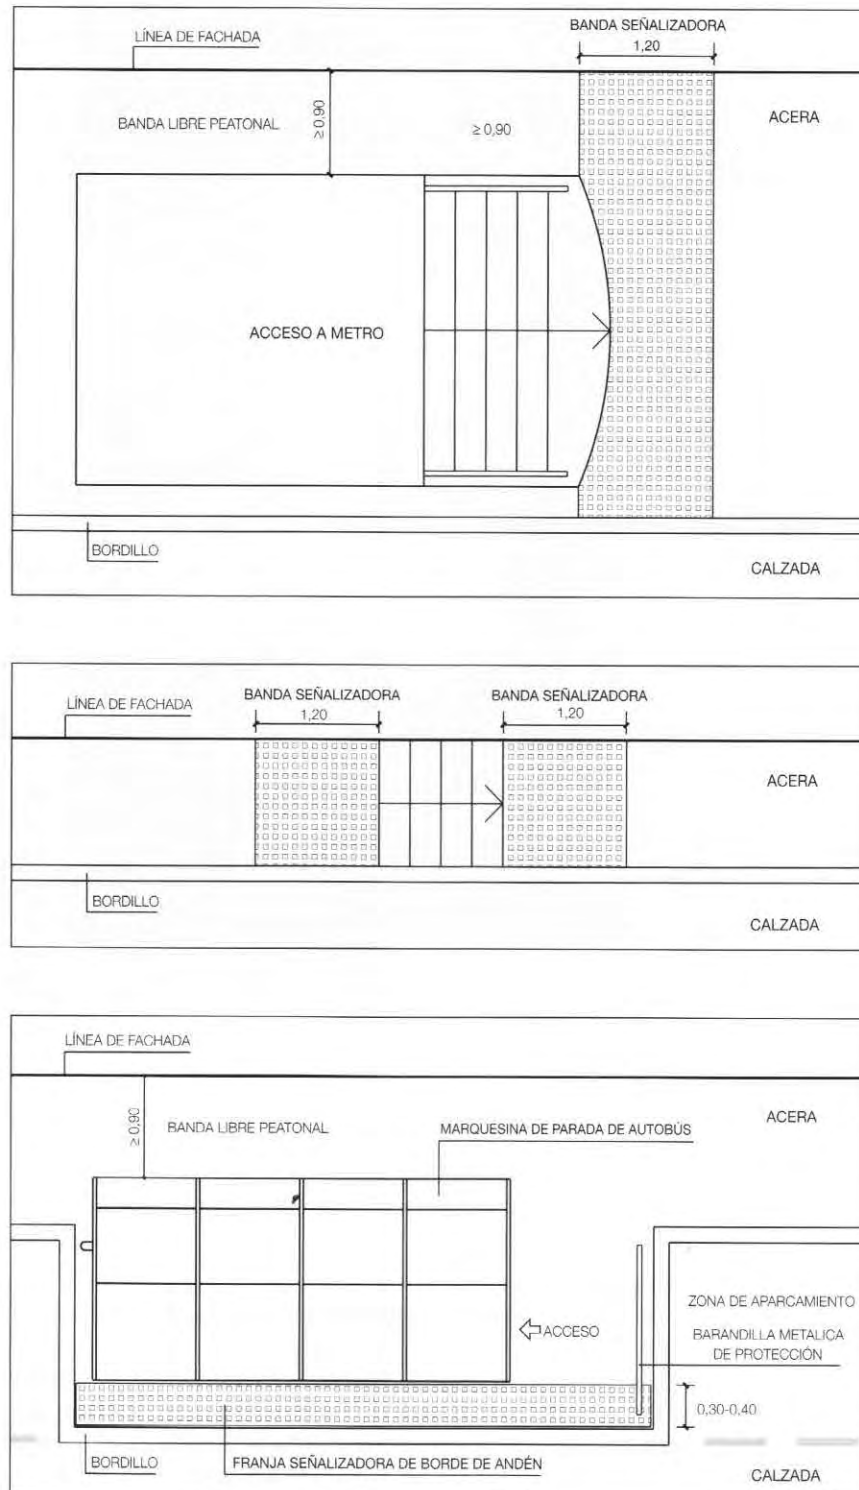 BANDA SEÑALIZADORA
LÍNEA DE FACHADA
1,20
≥ 0,90
BANDA LIBRE PEATONAL
≥ 0,90
ACERA
ACCESO A METRO
BORDILLO
CALZADA
BANDA SEÑALIZADORA
BANDA SEÑALIZADORA
LÍNEA DE FACHADA
1,20
1,20
ACERA
BORDILLO
CALZADA
LÍNEA DE FACHADA
≥ 0,90
BANDA LIBRE PEATONAL
MARQUESINA DE PARADA DE AUTOBÚS
ACERA
ZONA DE APARCAMIENTO
ACCESO
BARANDILLA METALICA
DE PROTECCIÓN
0,30-0,40
BORDILLO
FRANJA SEÑALIZADORA DE BORDE DE ANDÉN
CALZADA